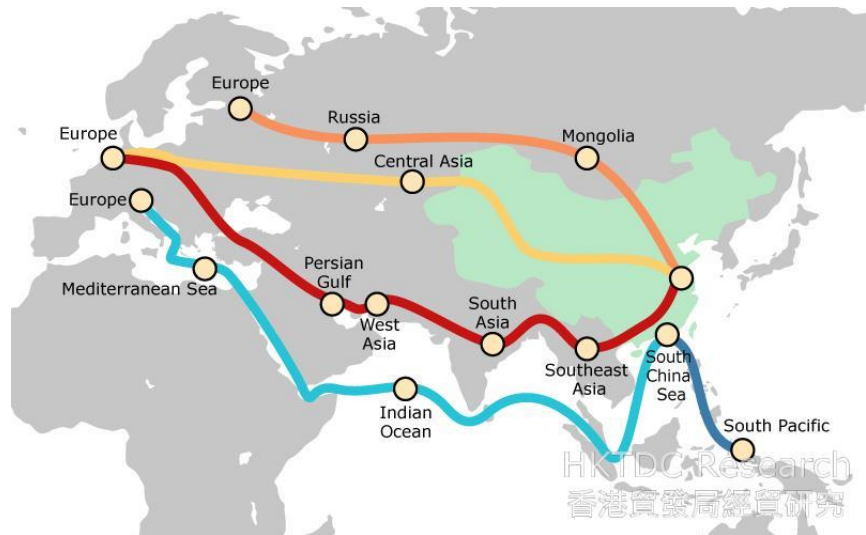 Europe
Russia
Europe
Mongolia
Central Asia
Europe
Persian
Gulf
Mediterranean Sea
South
Asia
West
Asia
Southeast
Asia
South
China
Sea
Indian
Ocean
South Pacific
HKTDC Research
香港貿發局經貿研究